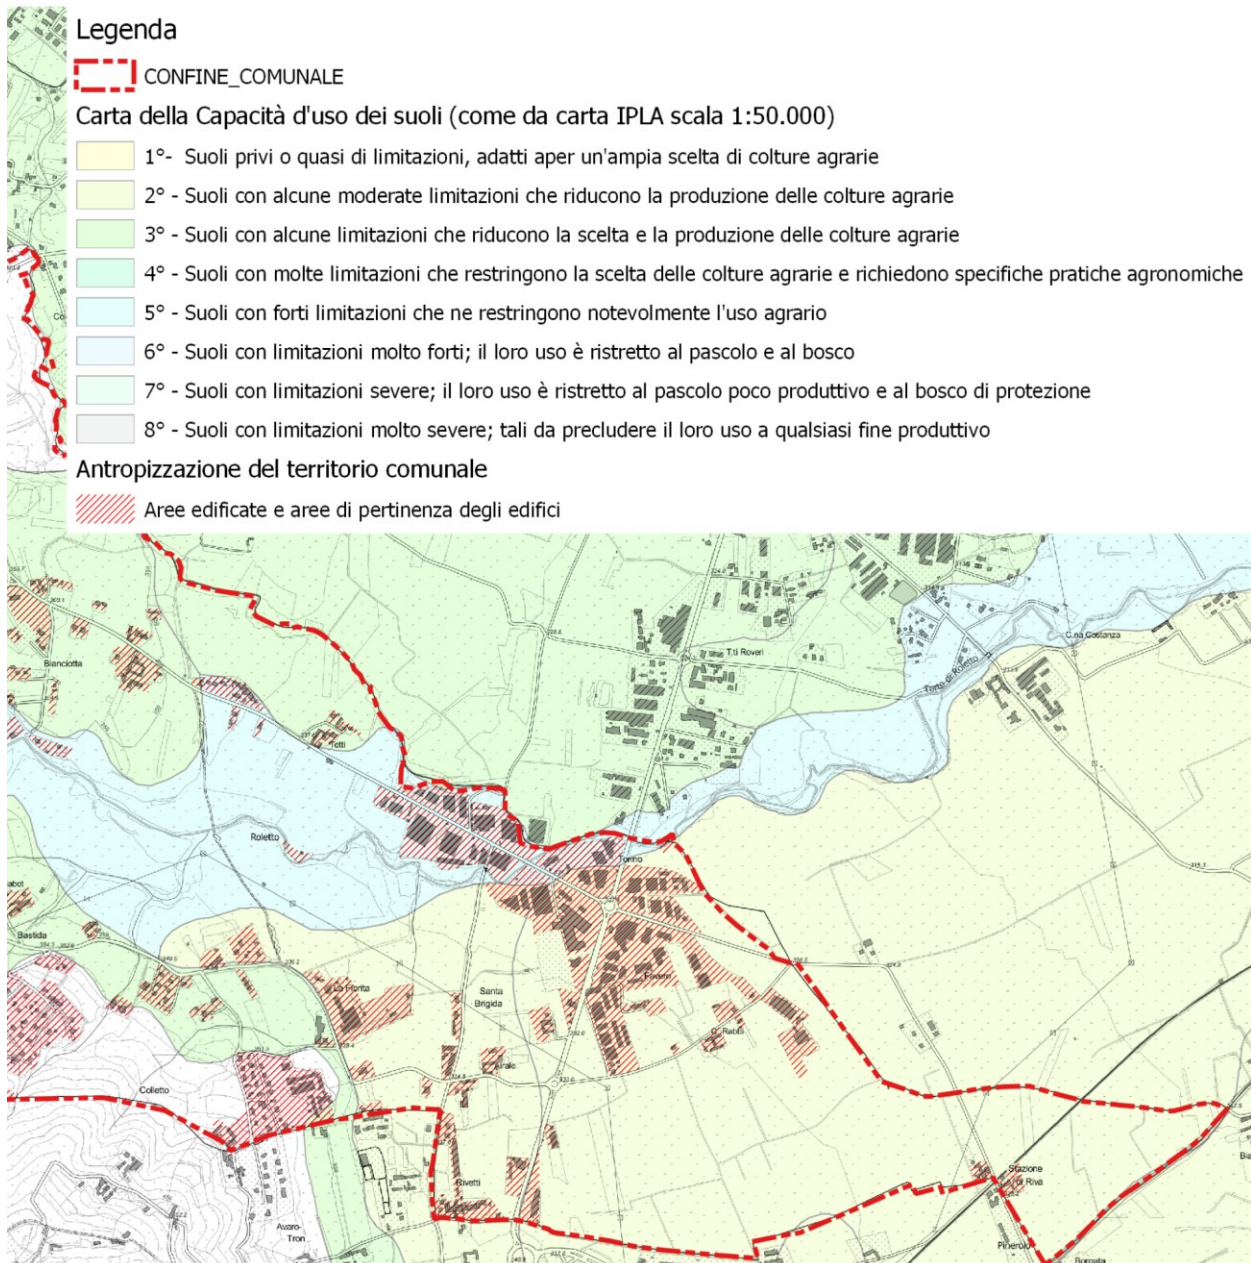 Legenda
CONFINE_COMUNALE
Carta della Capacità d'uso dei suoli (come da carta IPLA scala 1:50.000)
1°- Suoli privi o quasi di limitazioni, adatti aper un'ampia scelta di colture agrarie
2° - Suoli con alcune moderate limitazioni che riducono la produzione delle colture agrarie
3° - Suoli con alcune limitazioni che riducono la scelta e la produzione delle colture agrarie
4° - Suoli con molte limitazioni che restringono la scelta delle colture agrarie e richiedono specifiche pratiche agronomiche
5° - Suoli con forti limitazioni che ne restringono notevolmente l'uso agrario
6° - Suoli con limitazioni molto forti; il loro uso è ristretto al pascolo e al bosco
7° - Suoli con limitazioni severe; il loro uso è ristretto al pascolo poco produttivo e al bosco di protezione
8° - Suoli con limitazioni molto severe; tali da precludere il loro uso a qualsiasi fine produttivo
Antropizzazione del territorio comunale
Aree edificate e aree di pertinenza degli edifici
C.na Costanza
T.ti Roveri
Bianciotta
Torto di Roletto
Totti
Roletto
Torino
Bastida
La Fiorita
Santa
Brigida
C. Rabbi
Colletto
Stazione
di Riva
Rivetti
Avaro-
Tron
Pinerolo
Borgata